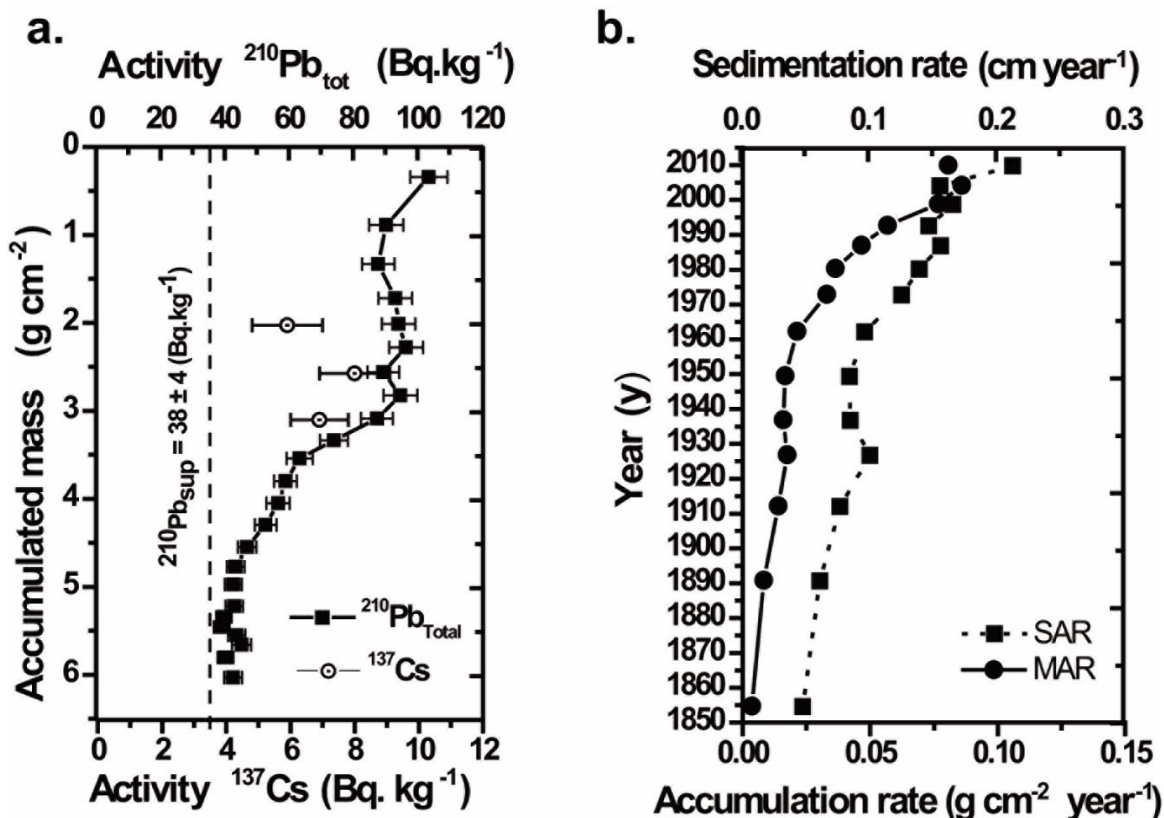 a.
Activity ²¹⁰Pb_tot (Bq.kg⁻¹)
0 20 40 60 80 100 120
0
1
2
3
4
5
6
Accumulated mass (g cm⁻²)
²¹⁰Pb_sup = 38 ± 4 (Bq.kg⁻¹)
²¹⁰Pb_Total
¹³⁷Cs
0 2 4 6 8 10 12
Activity ¹³⁷Cs (Bq. kg⁻¹)
b.
Sedimentation rate (cm year⁻¹)
0.0 0.1 0.2 0.3
2010
2000
1990
1980
1970
1960
1950
1940
1930
1920
1910
1900
1890
1880
1870
1860
1850
Year (y)
SAR
MAR
0.00 0.05 0.10 0.15
Accumulation rate (g cm⁻² year⁻¹)